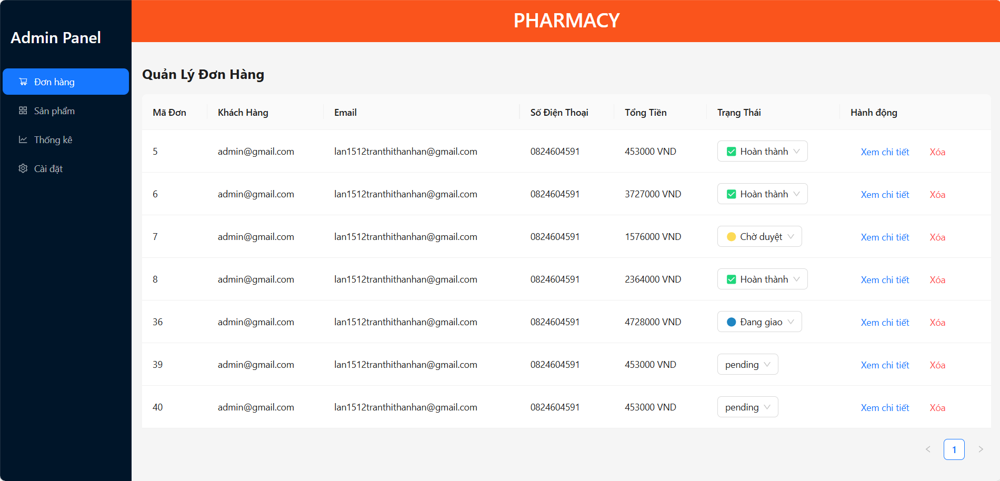 PHARMACY
Admin Panel
Đơn hàng
Sản phẩm
Thống kê
Cài đặt
Quản Lý Đơn Hàng
Mã Đơn Khách Hàng Email Số Điện Thoại Tổng Tiền Trạng Thái Hành động
5 admin@gmail.com lan1512tranthithanhan@gmail.com 0824604591 453000 VND Hoàn thành Xem chi tiết Xóa
6 admin@gmail.com lan1512tranthithanhan@gmail.com 0824604591 3727000 VND Hoàn thành Xem chi tiết Xóa
7 admin@gmail.com lan1512tranthithanhan@gmail.com 0824604591 1576000 VND Chờ duyệt Xem chi tiết Xóa
8 admin@gmail.com lan1512tranthithanhan@gmail.com 0824604591 2364000 VND Hoàn thành Xem chi tiết Xóa
36 admin@gmail.com lan1512tranthithanhan@gmail.com 0824604591 4728000 VND Đang giao Xem chi tiết Xóa
39 admin@gmail.com lan1512tranthithanhan@gmail.com 0824604591 453000 VND pending Xem chi tiết Xóa
40 admin@gmail.com lan1512tranthithanhan@gmail.com 0824604591 453000 VND pending Xem chi tiết Xóa
1